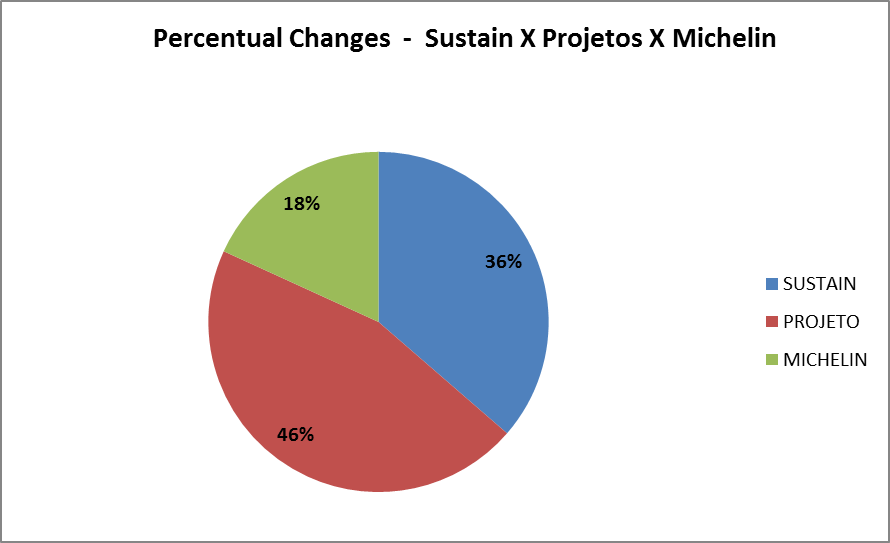 Percentual Changes - Sustain X Projetos X Michelin
18%
36%
46%
SUSTAIN
PROJETO
MICHELIN